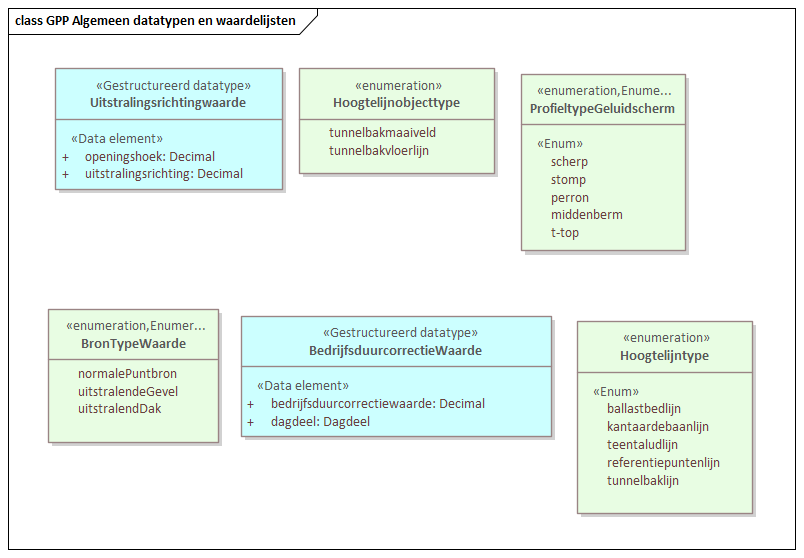 class GPP Algemeen datatypen en waardelijsten
«Gestructureerd datatype»
Uitstralingsrichtingwaarde
«Data element»
+ openingshoek: Decimal
+ uitstralingsrichting: Decimal
«enumeration»
Hoogtelijnobjecttype
tunnelbakmaaiveld
tunnelbakvloerlijn
«enumeration,Enume...
ProfieltypeGeluidscherm
«Enum»
scherp
stomp
perron
middenberm
t-top
«enumeration,Enumer...
BronTypeWaarde
normalePuntbron
uitstralendeGevel
uitstralendDak
«Gestructureerd datatype»
BedrijfsduurcorrectieWaarde
«Data element»
+ bedrijfsduurcorrectiewaarde: Decimal
+ dagdeel: Dagdeel
«enumeration»
Hoogtelijntype
«Enum»
ballastbedlijn
kantaardebaanlijn
teentaludlijn
referentiepuntenlijn
tunnelbaklijn